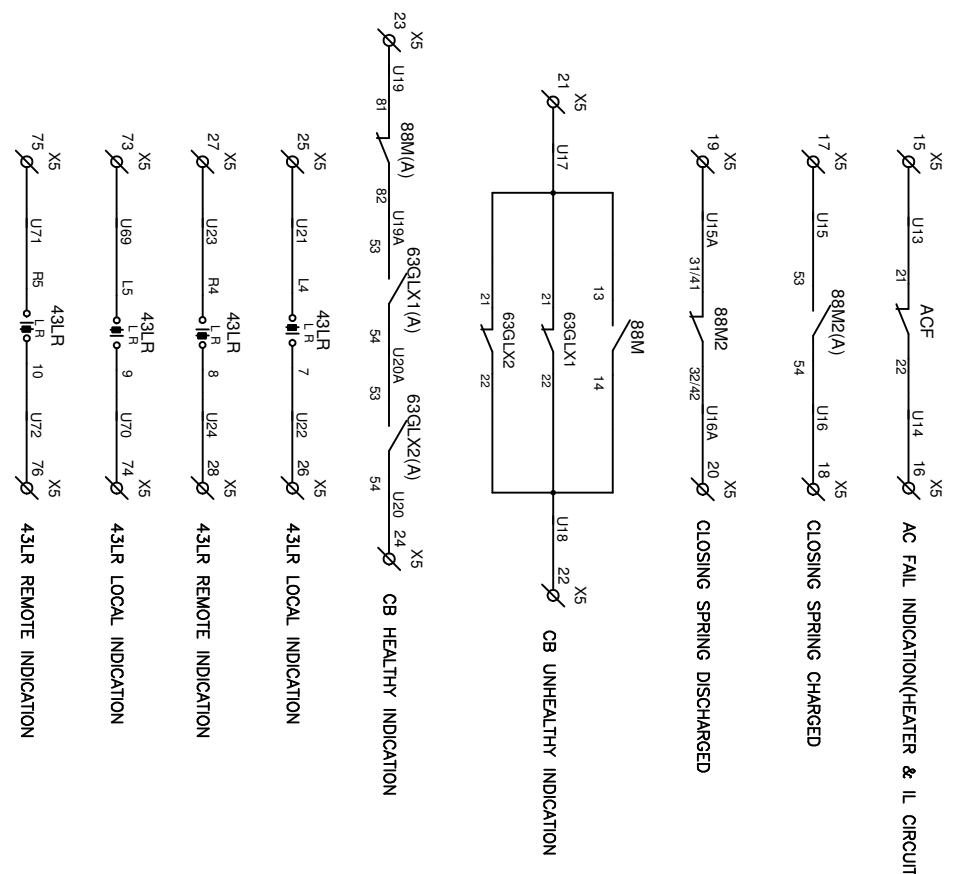 X5
15
U13
21
ACF
22
U14
X5
16
AC FAIL INDICATION(HEATER & IL CIRCUIT
X5
17
U15
53
88M2(A)
54
U16
X5
18
CLOSING SPRING CHARGED
X5
19
U15A
31/41
88M2
32/42
U16A
X5
20
CLOSING SPRING DISCHARGED
X5
21
U17
13
88M
14
21
63GLX1
22
21
63GLX2
22
U18
X5
22
CB UNHEALTHY INDICATION
X5
23
U19
81
88M(A)
82
U19A
53
63GLX1(A)
54
U20A
53
63GLX2(A)
54
U20
X5
24
CB HEALTHY INDICATION
X5
25
U21
L4
43LR
L R
7
U22
X5
26
43LR LOCAL INDICATION
X5
27
U23
R4
43LR
L R
8
U24
X5
28
43LR REMOTE INDICATION
X5
73
U69
L5
43LR
L R
9
U70
X5
74
43LR LOCAL INDICATION
X5
75
U71
R5
43LR
L R
10
U72
X5
76
43LR REMOTE INDICATION